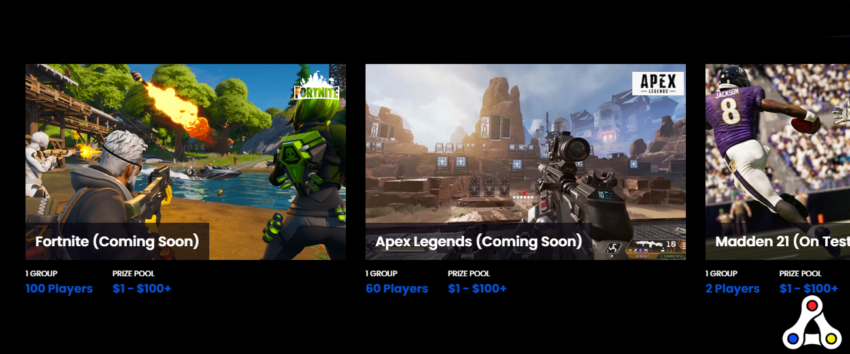 FORTNITE
APEX
LEGENDS
JACKSON
8
Fortnite (Coming Soon)
Apex Legends (Coming Soon)
10
Madden 21 (On Test
1 GROUP
PRIZE POOL
1 GROUP
PRIZE POOL
1 GROUP
PRIZE POOL
100 Players
$1 - $100+
60 Players
$1 - $100+
2 Players
$1 - $100+